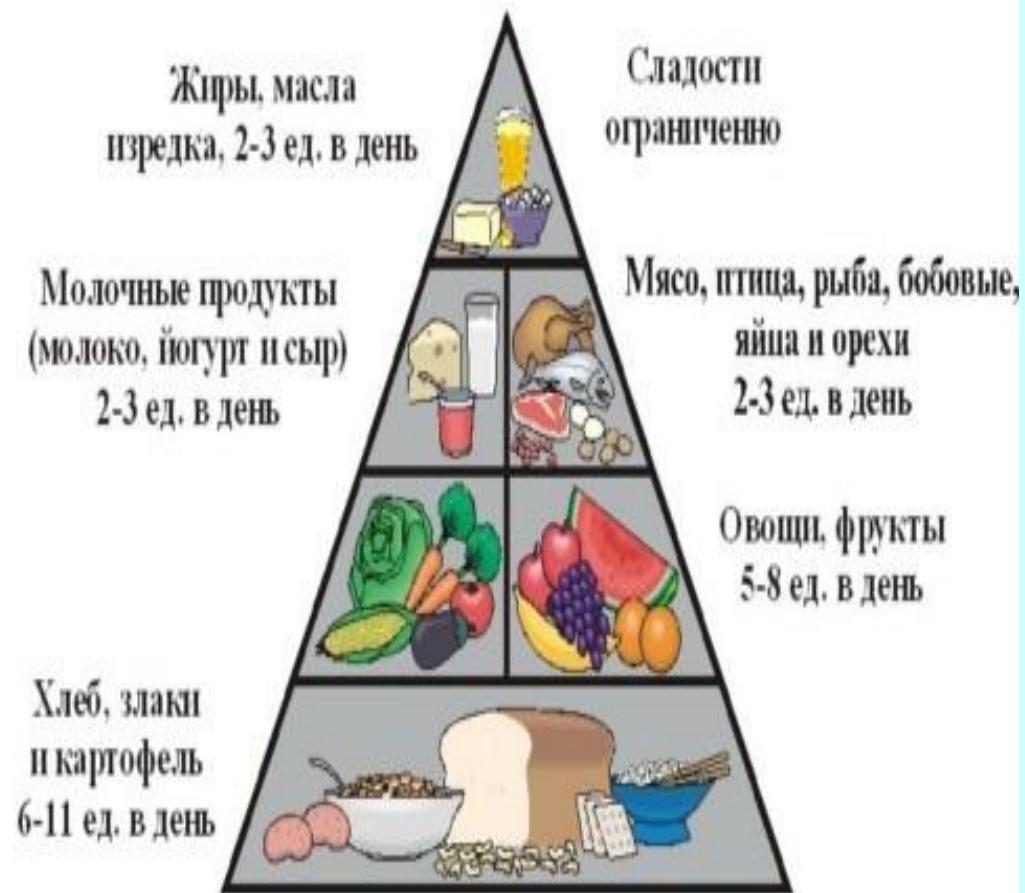 Жиры, масла
изредка, 2-3 ед. в день
Сладости
ограниченно
Молочные продукты
(молоко, йогурт и сыр)
2-3 ед. в день
Мясо, птица, рыба, бобовые,
яйца и орехи
2-3 ед. в день
Овощи, фрукты
5-8 ед. в день
Хлеб, злаки
и картофель
6-11 ед. в день